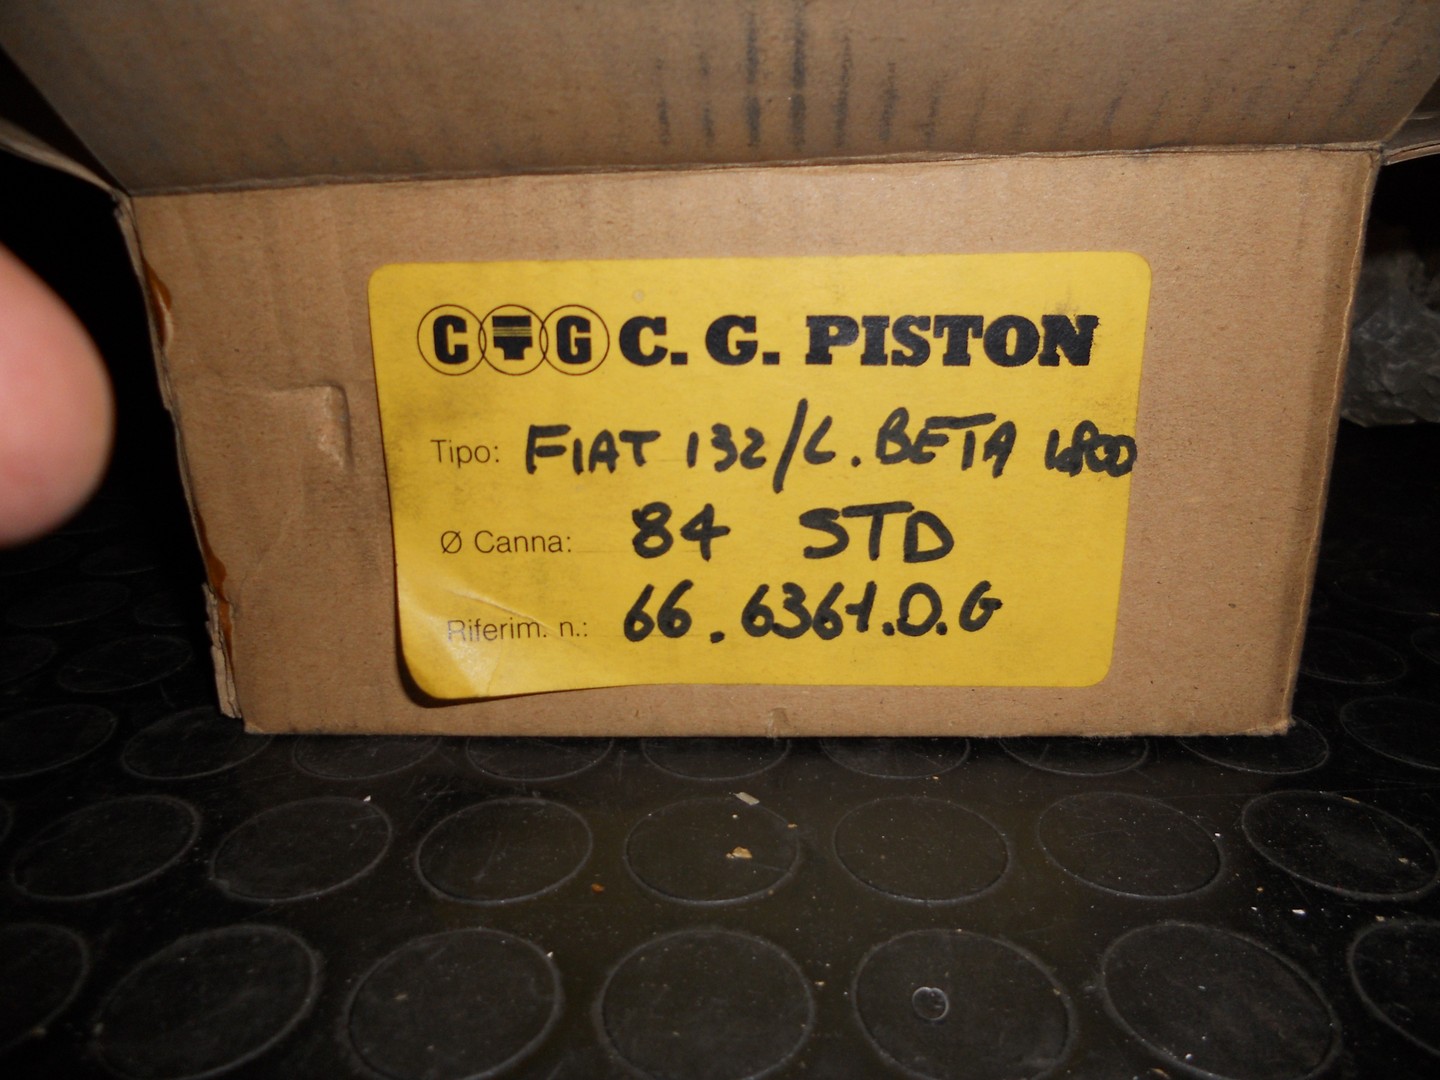 C G C. G. PISTON
Tipo: FIAT 132/L. BETA 1800
Ø Canna: 84 STD
Riferim. n.: 66.6361.0.G